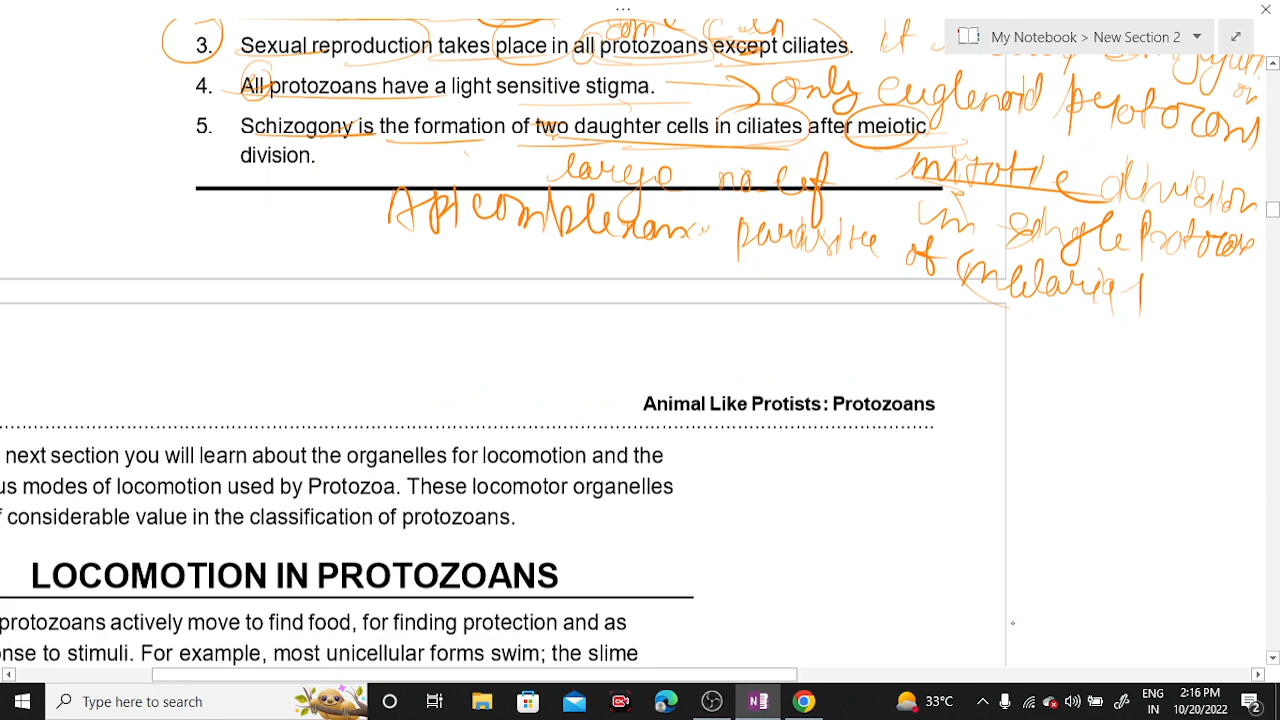 ...
My Notebook > New Section 2
3. Sexual reproduction takes place in all protozoans except ciliates.
4. All protozoans have a light sensitive stigma.
only euglenoid protozoans
5. Schizogony is the formation of two daughter cells in ciliates after meiotic
division.
large no. of mitotic division
Apicomplexan parasite of malaria
in single
Animal Like Protists: Protozoans
next section you will learn about the organelles for locomotion and the
us modes of locomotion used by Protozoa. These locomotor organelles
f considerable value in the classification of protozoans.
LOCOMOTION IN PROTOZOANS
protozoans actively move to find food, for finding protection and as
nse to stimuli. For example, most unicellular forms swim; the slime
Type here to search
33°C
ENG
IN
2:16 PM
10/20/2022
2